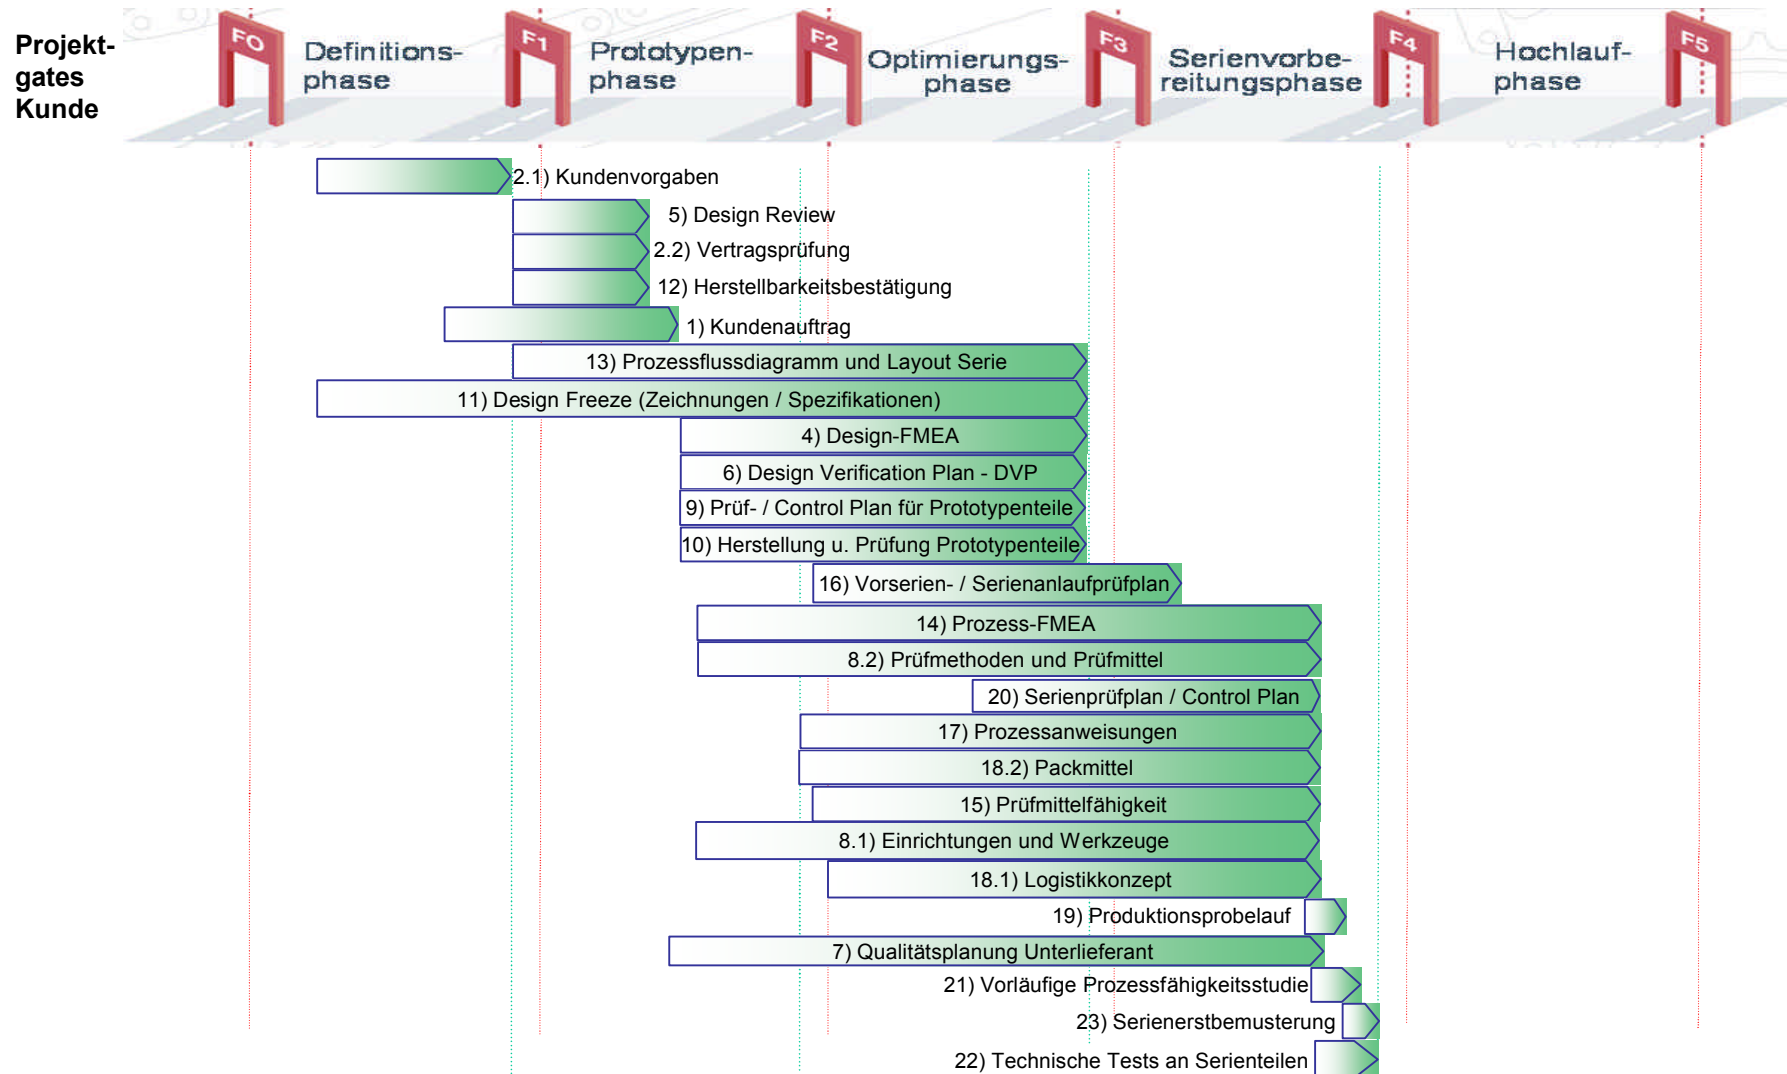 Projekt-
gates
Kunde
F0
Definitions-
phase
F1
Prototypen-
phase
F2
Optimierungs-
phase
F3
Serienvorbe-
reitungsphase
F4
Hochlauf-
phase
F5
2.1) Kundenvorgaben
5) Design Review
2.2) Vertragsprüfung
12) Herstellbarkeitsbestätigung
1) Kundenauftrag
13) Prozessflussdiagramm und Layout Serie
11) Design Freeze (Zeichnungen / Spezifikationen)
4) Design-FMEA
6) Design Verification Plan - DVP
9) Prüf- / Control Plan für Prototypenteile
10) Herstellung u. Prüfung Prototypenteile
16) Vorserien- / Serienanlaufprüfplan
14) Prozess-FMEA
8.2) Prüfmethoden und Prüfmittel
20) Serienprüfplan / Control Plan
17) Prozessanweisungen
18.2) Packmittel
15) Prüfmittelfähigkeit
8.1) Einrichtungen und Werkzeuge
18.1) Logistikkonzept
19) Produktionsprobelauf
7) Qualitätsplanung Unterlieferant
21) Vorläufige Prozessfähigkeitsstudie
23) Serienerstbemusterung
22) Technische Tests an Serienteilen